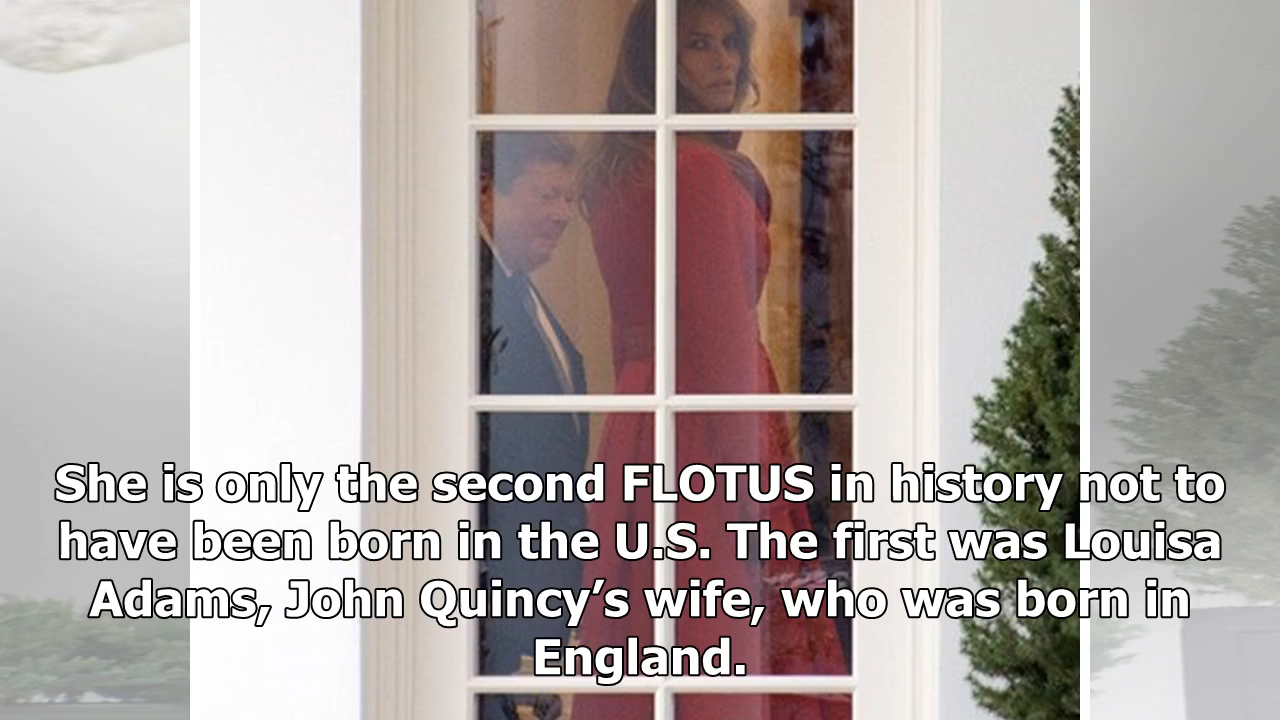 She is only the second FLOTUS in history not to
have been born in the U.S. The first was Louisa
Adams, John Quincy’s wife, who was born in
England.